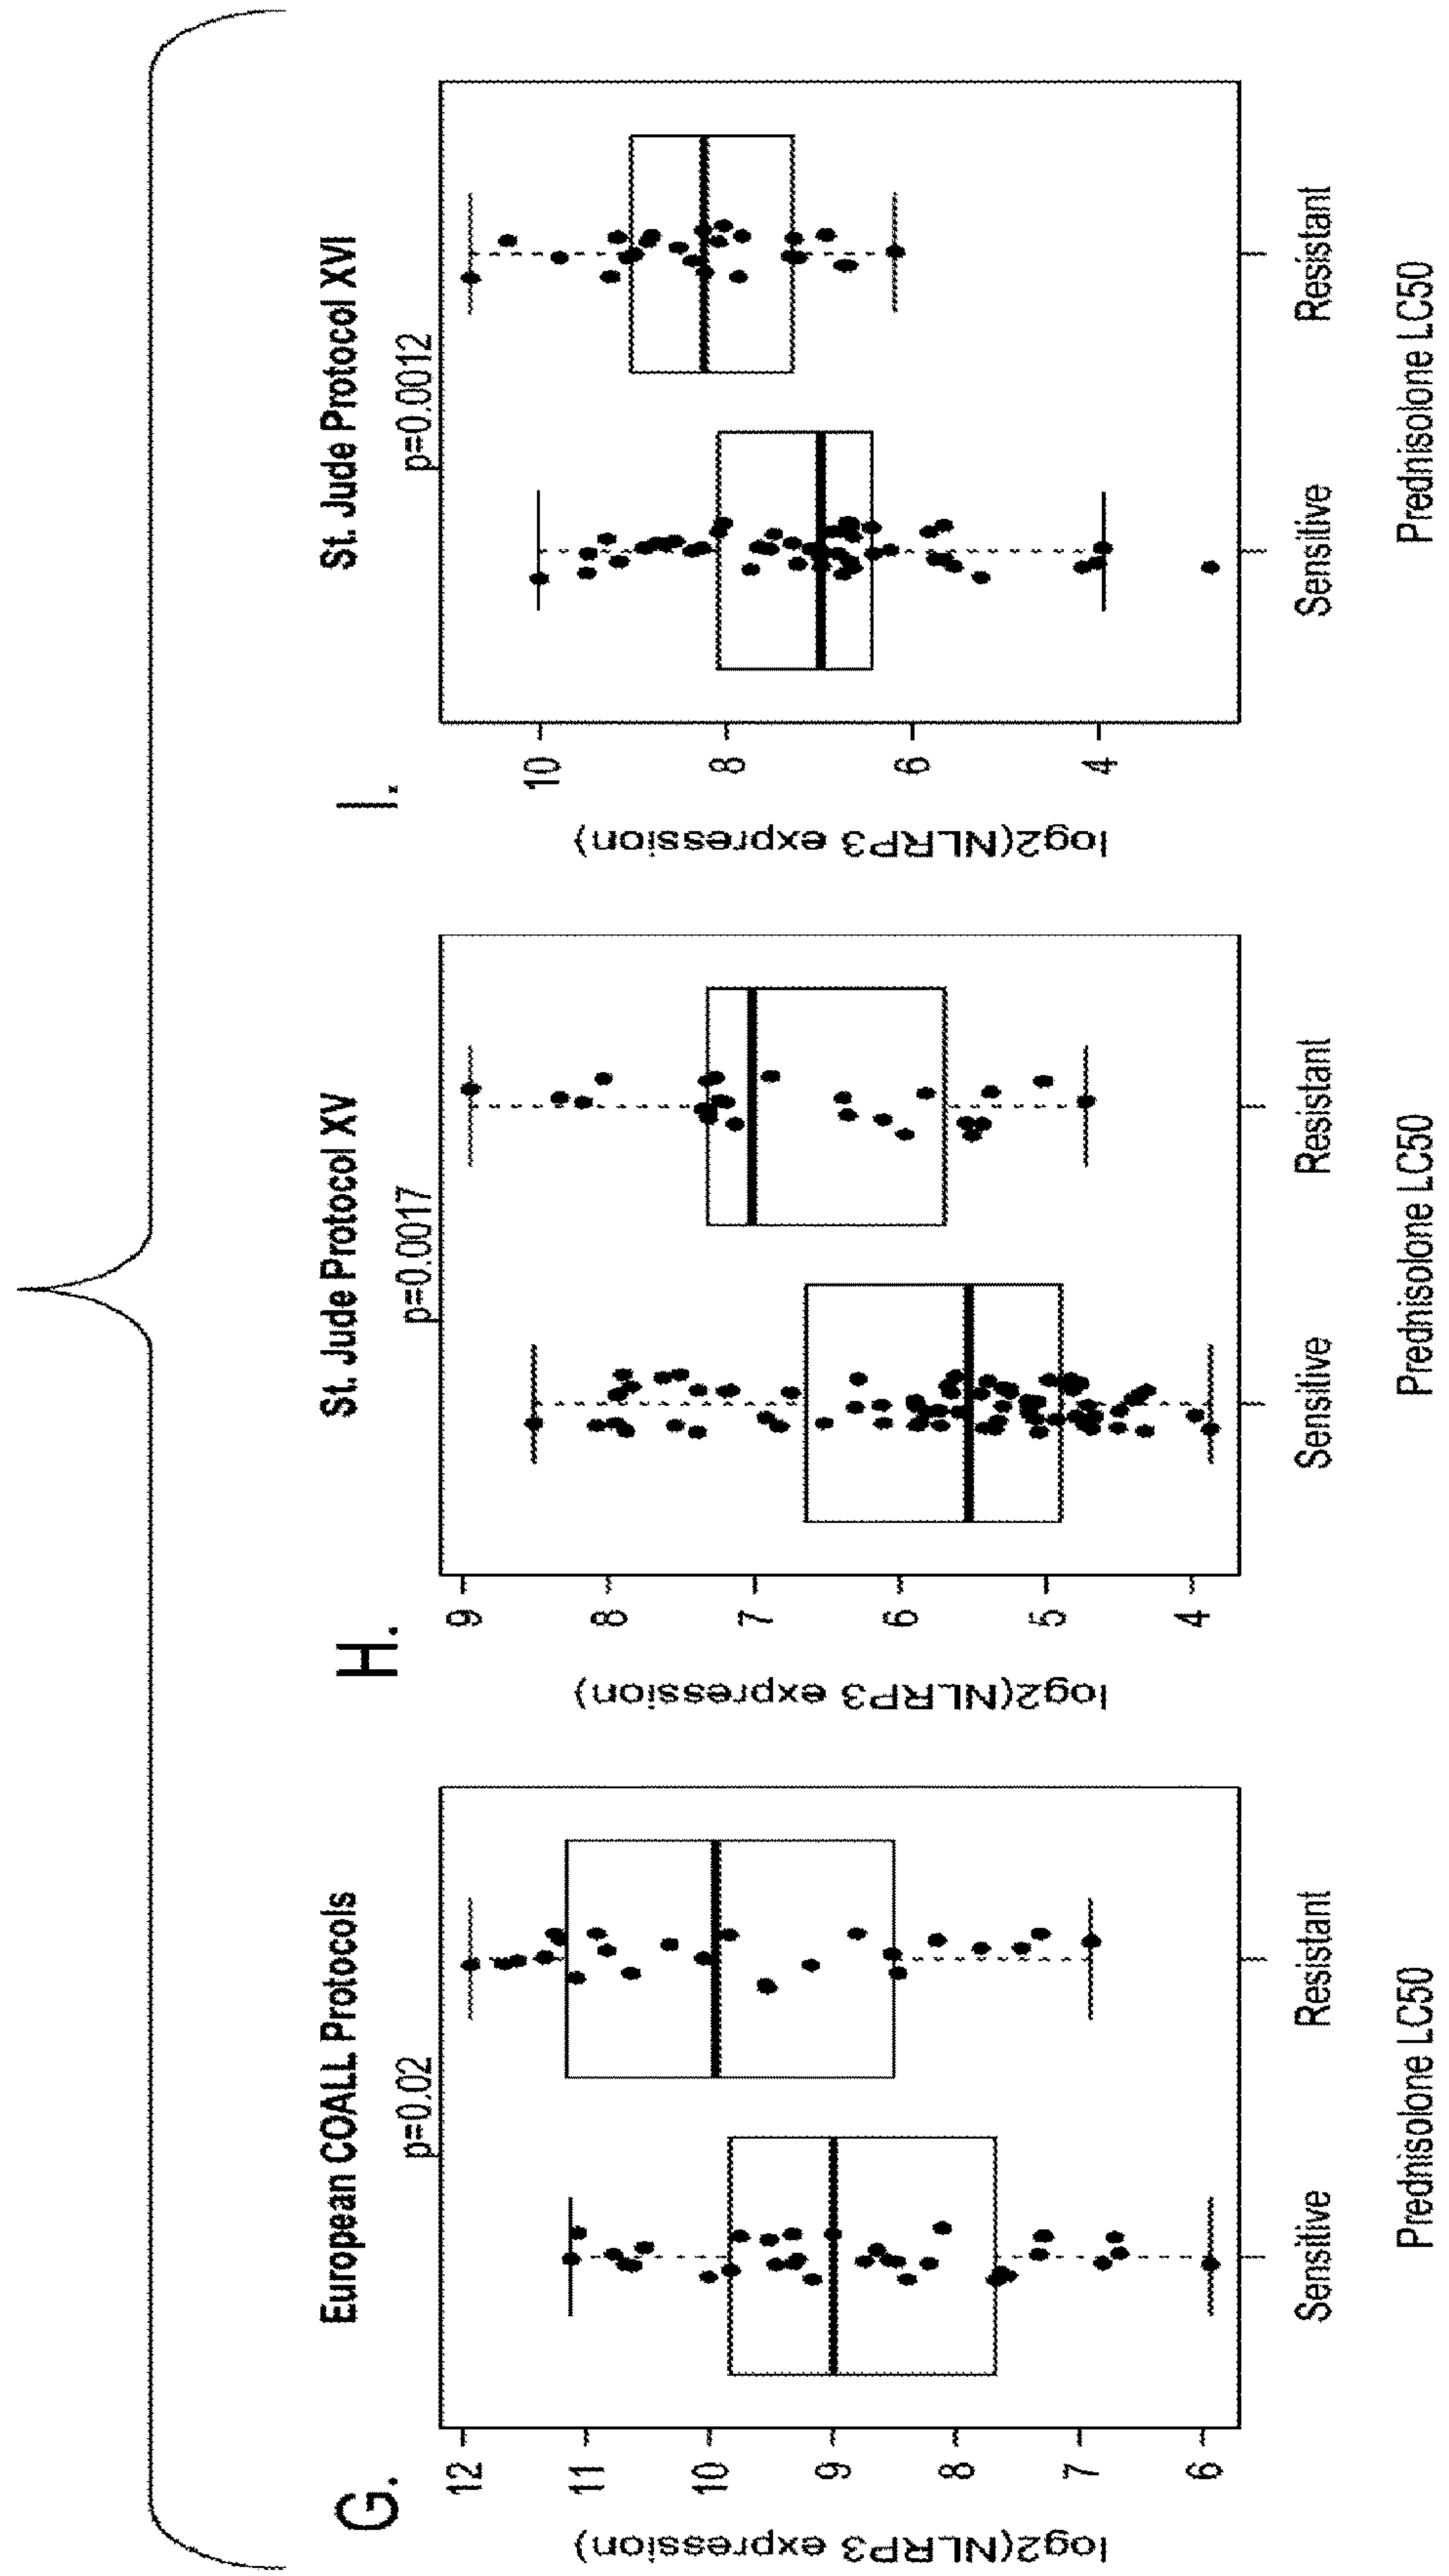 G.
European COALL Protocols
p=0.02
log2(NLRP3 expression)
12
11
10
9
8
7
6
Sensitive
Resistant
Prednisolone LC50
H.
St. Jude Protocol XV
p=0.0017
log2(NLRP3 expression)
9
8
7
6
5
4
Sensitive
Resistant
Prednisolone LC50
I.
St. Jude Protocol XVI
p=0.0012
log2(NLRP3 expression)
10
8
6
4
Sensitive
Resistant
Prednisolone LC50